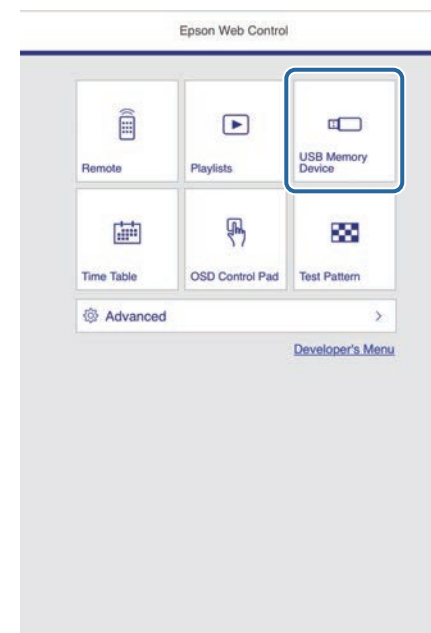 Epson Web Control
Remote
Playlists
USB Memory
Device
Time Table
OSD Control Pad
Test Pattern
Advanced
Developer's Menu